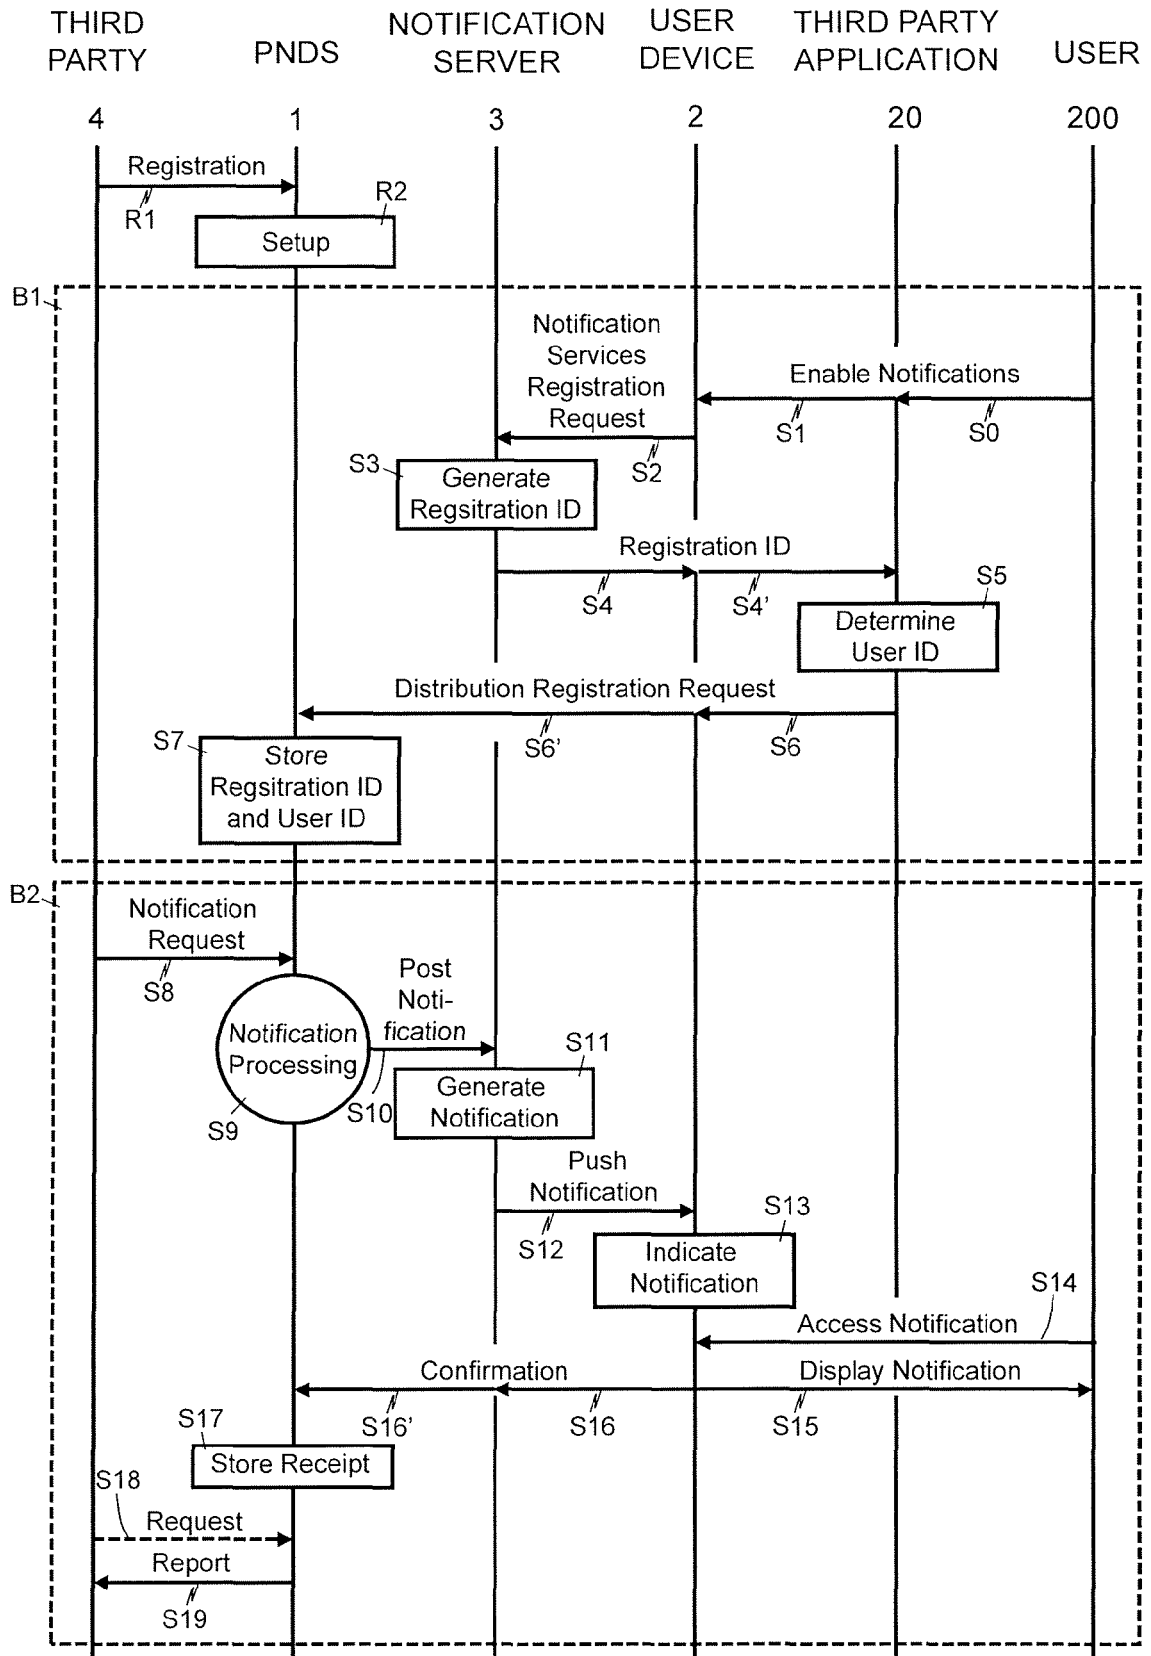 THIRD
PARTY
PNDS
NOTIFICATION
SERVER
USER
DEVICE
THIRD PARTY
APPLICATION
USER
4
1
3
2
20
200
Registration
R1
R2
Setup
B1
Notification
Services
Registration
Request
Enable Notifications
S1
S0
S2
S3
Generate
Regsitration ID
Registration ID
S4
S4'
S5
Determine
User ID
Distribution Registration Request
S6'
S6
S7
Store
Regsitration ID
and User ID
B2
Notification
Request
S8
Post
Noti-
fication
Notification
Processing
S9
S10
S11
Generate
Notification
Push
Notification
S12
S13
Indicate
Notification
S14
Access Notification
Confirmation
Display Notification
S16'
S16
S15
S17
Store Receipt
S18
Request
Report
S19